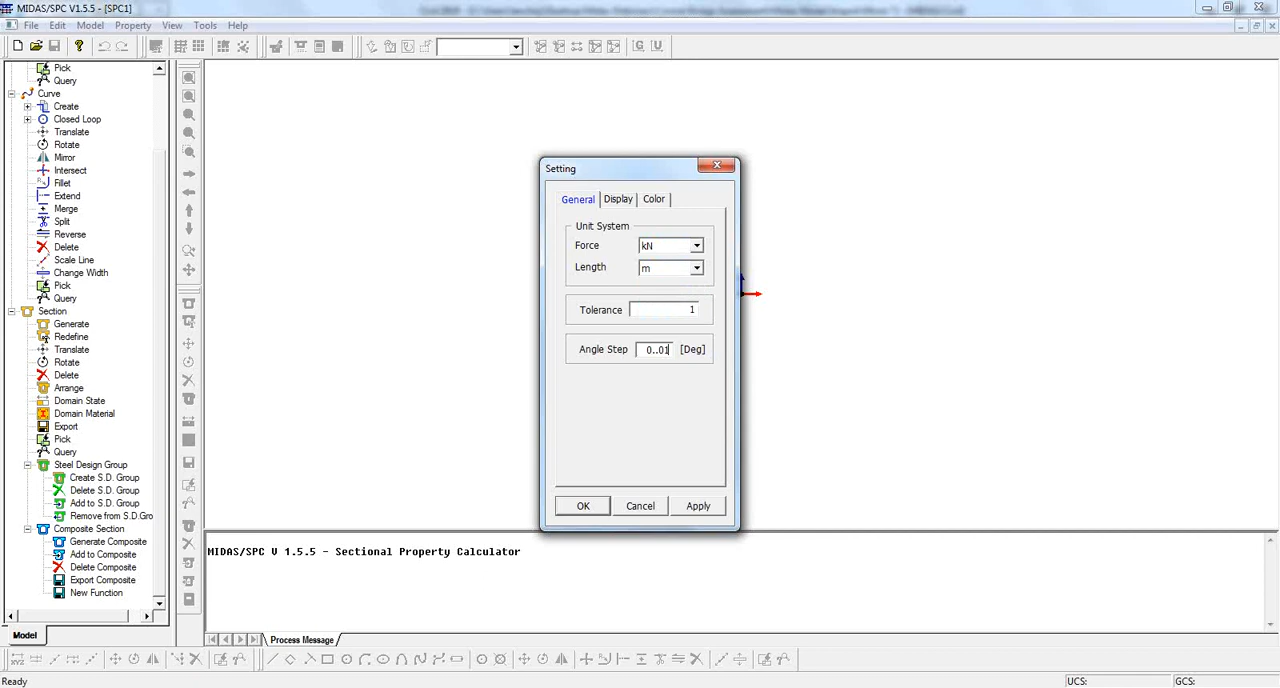 MIDAS/SPC V1.5.5 - [SPC1]
File Edit Model Property View Tools Help
G U
Pick
Query
Curve
Create
Closed Loop
Translate
Rotate
Mirror
Intersect
Fillet
Extend
Merge
Split
Reverse
Delete
Scale Line
Change Width
Pick
Query
Section
Generate
Redefine
Translate
Rotate
Delete
Arrange
Domain State
Domain Material
Export
Pick
Query
Steel Design Group
Create S.D. Group
Delete S.D. Group
Add to S.D. Group
Remove from S.D.Gro
Composite Section
Generate Composite
Add to Composite
Delete Composite
Export Composite
New Function
Model
Setting
General Display Color
Unit System
Force kN
Length m
Tolerance 1
Angle Step 0..01 [Deg]
OK Cancel Apply
MIDAS/SPC V 1.5.5 - Sectional Property Calculator
Process Message
Ready
UCS: GCS: